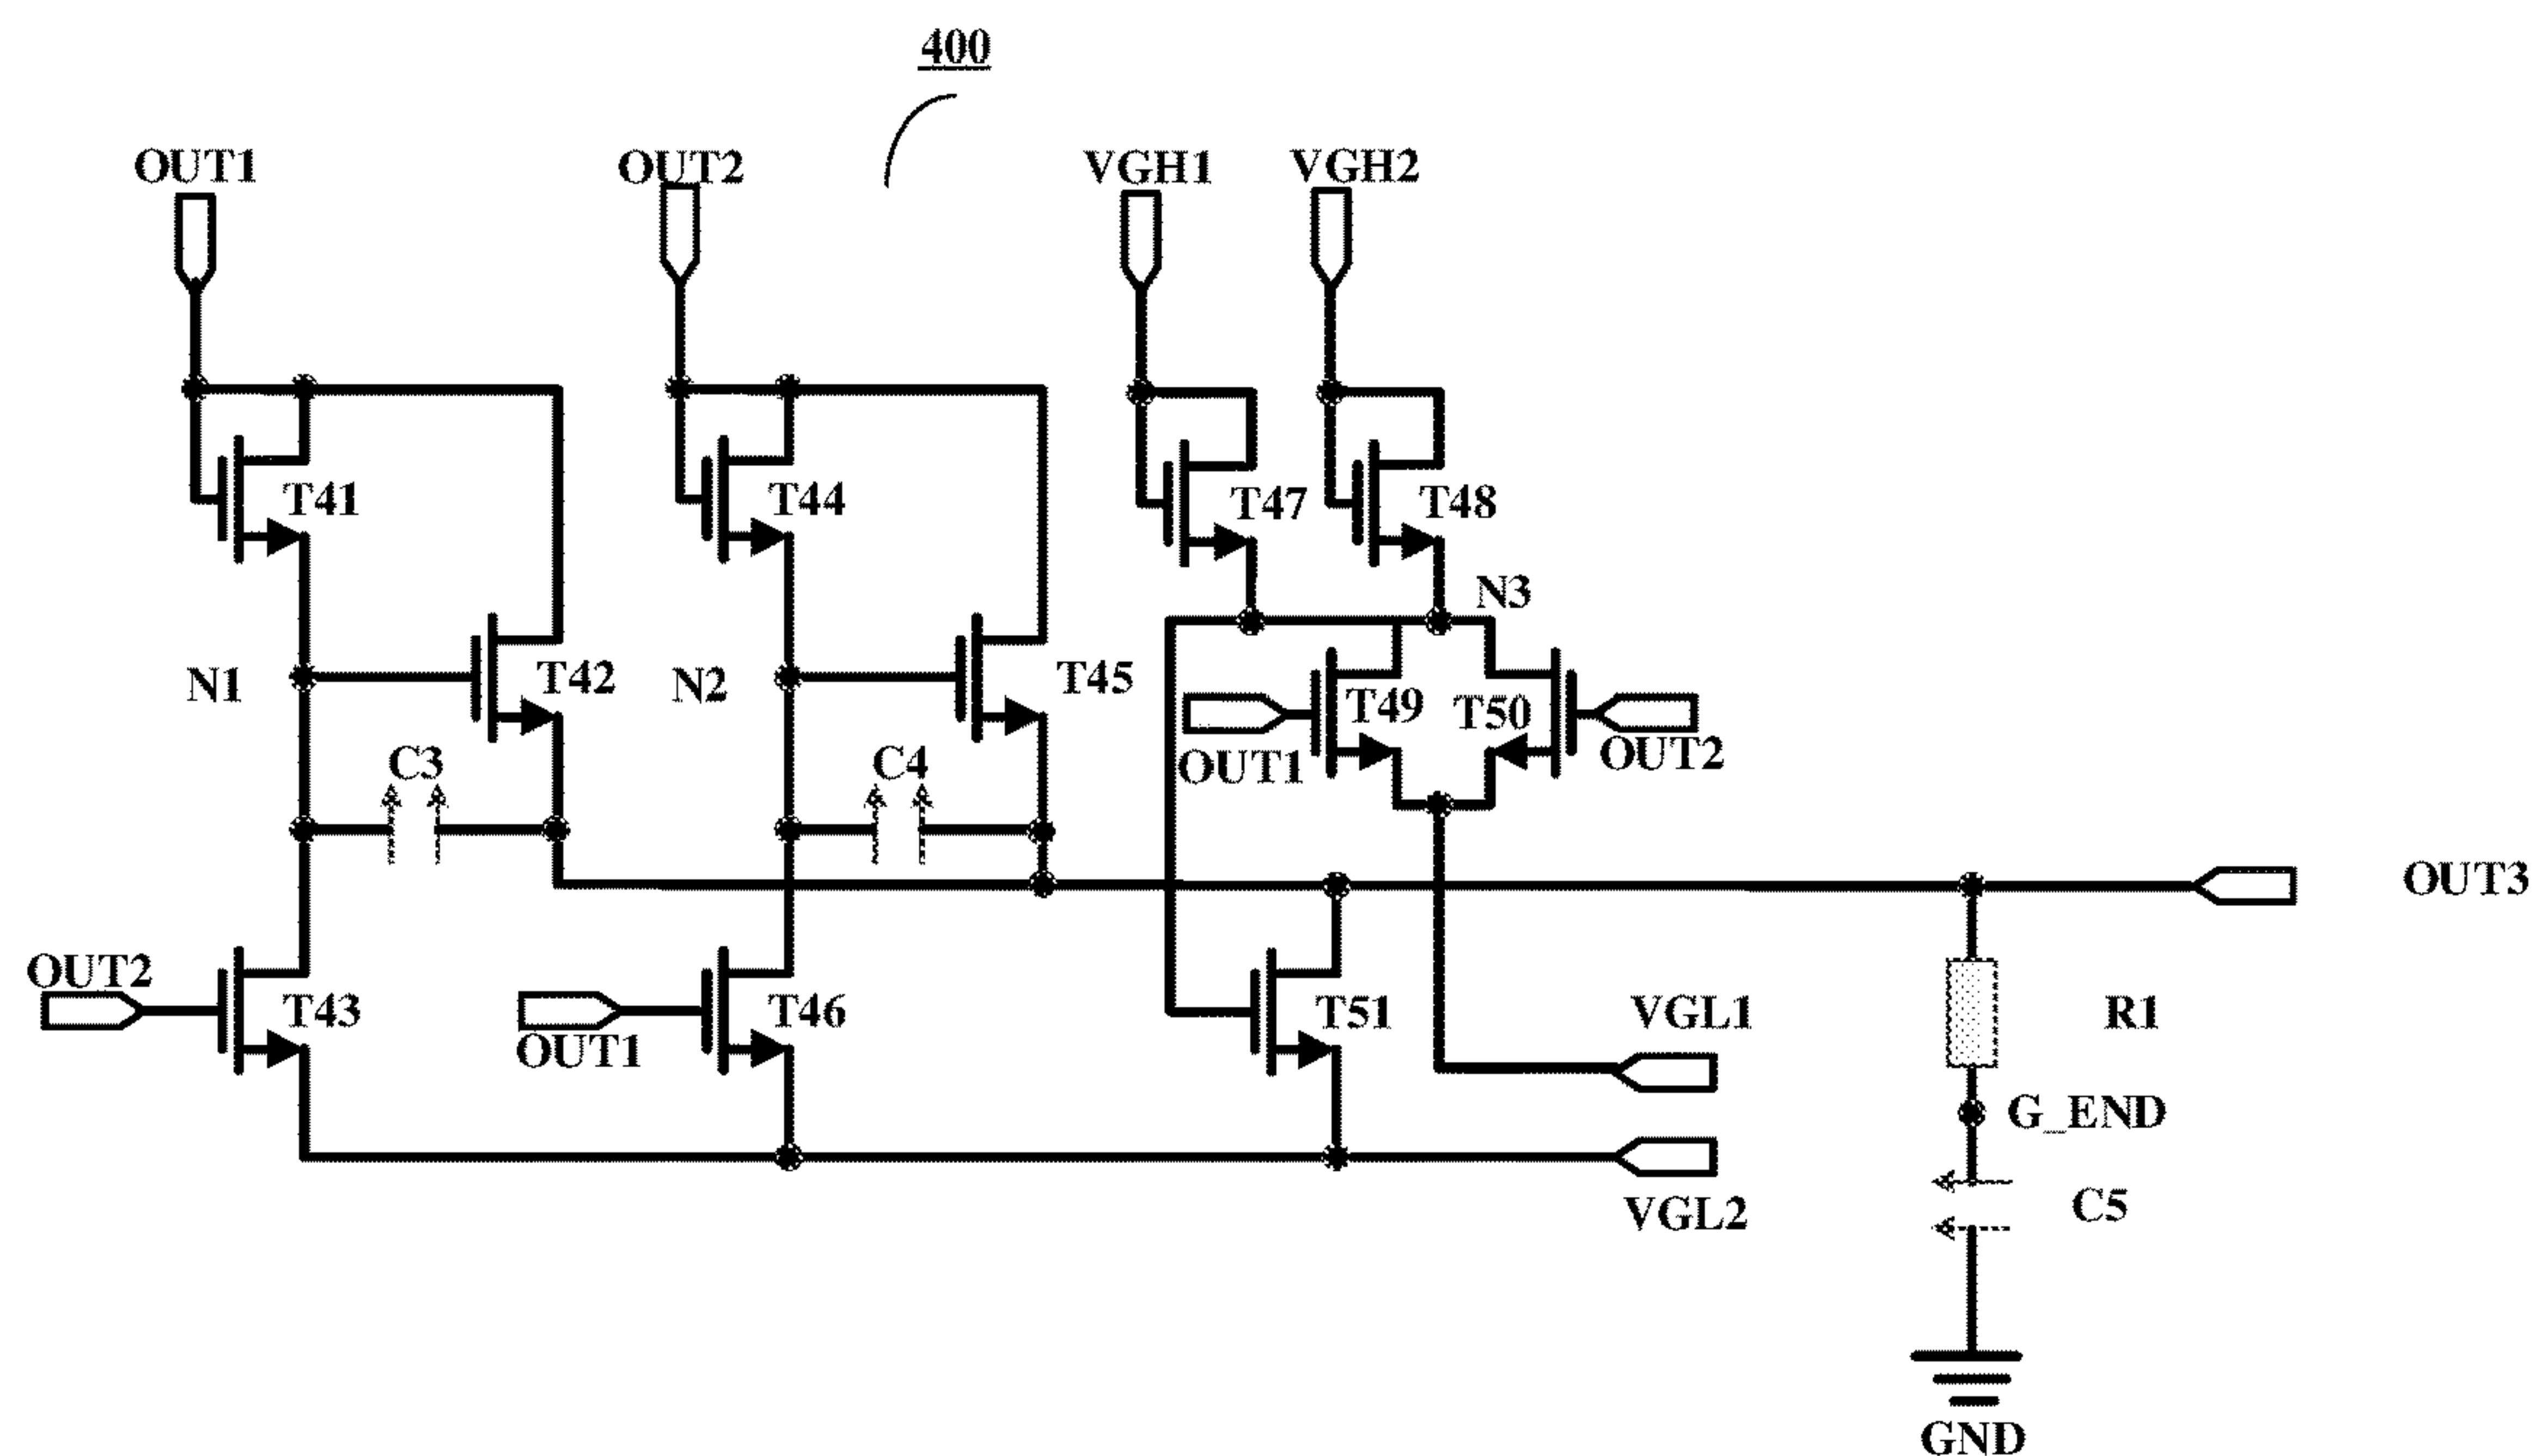 400
OUT1
OUT2
VGH1
VGH2
T41
T44
T47
T48
N3
N1
T42
N2
T45
T49
T50
OUT1
OUT2
C3
C4
OUT3
OUT2
T43
OUT1
T46
T51
VGL1
R1
G_END
VGL2
C5
GND